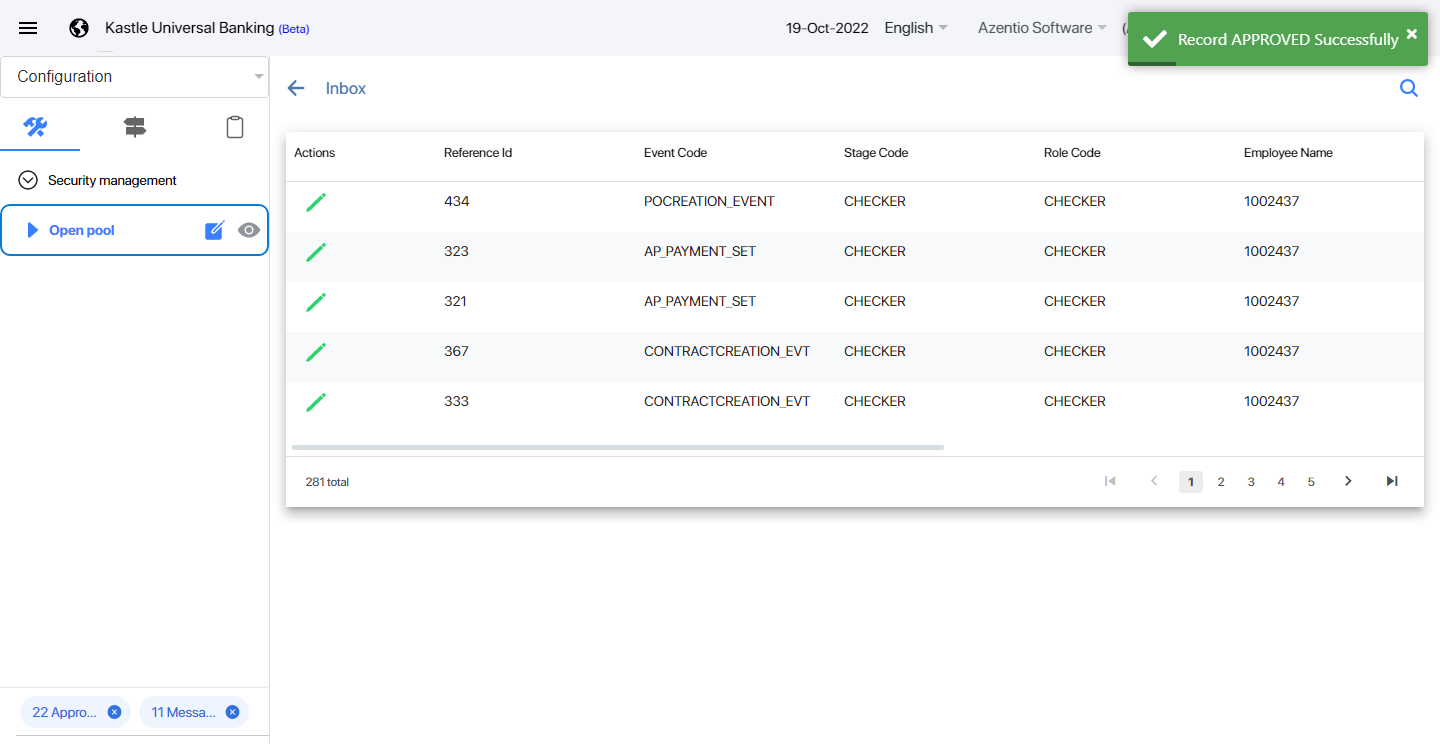 Kastle Universal Banking (Beta)
19-Oct-2022 English Azentio Software
Record APPROVED Successfully
Configuration
Inbox
Security management
Open pool
Actions Reference Id Event Code Stage Code Role Code Employee Name
434 POCREATION_EVENT CHECKER CHECKER 1002437
323 AP_PAYMENT_SET CHECKER CHECKER 1002437
321 AP_PAYMENT_SET CHECKER CHECKER 1002437
367 CONTRACTCREATION_EVT CHECKER CHECKER 1002437
333 CONTRACTCREATION_EVT CHECKER CHECKER 1002437
281 total 1 2 3 4 5
22 Appro... 11 Messa...